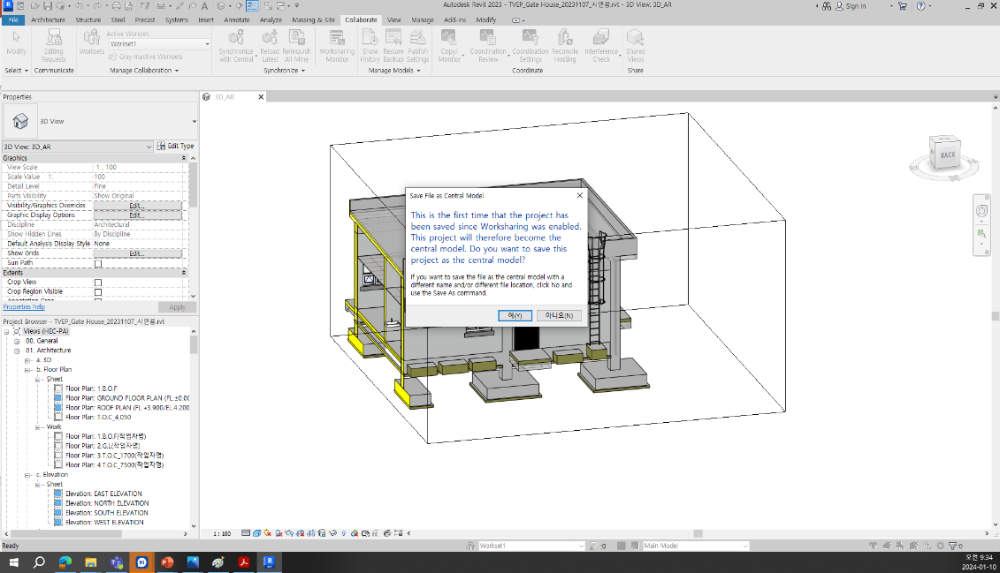 Autodesk Revit 2023 - TVEP_Gate House_20231107_시연용.rvt - 3D View: 3D_AR
Sign In
File Architecture Structure Steel Precast Systems Insert Annotate Analyze Massing & Site Collaborate View Manage Add-Ins Modify
Active Workset:
Workset1
Gray Inactive Worksets
Modify
Editing
Requests
Worksets
Synchronize
with Central
Reload
Latest
Relinquish
All Mine
Worksharing
Monitor
Show
History
Restore
Backup
Publish
Settings
Copy/
Monitor
Coordination
Review
Coordination
Settings
Reconcile
Hosting
Interference
Check
Shared
Views
Select Communicate Manage Collaboration Synchronize Manage Models Coordinate Share
Properties
3D_AR
3D View
3D View: 3D_AR
Edit Type
Graphics
View Scale 1 : 100
Scale Value 1: 100
Detail Level Fine
Parts Visibility Show Original
Visibility/Graphics Overrides Edit...
Graphic Display Options Edit...
Discipline Architectural
Show Hidden Lines By Discipline
Default Analysis Display Style None
Show Grids Edit...
Sun Path
Extents
Crop View
Crop Region Visible
Annotation Crop
Properties help
Apply
BACK
Save File as Central Model
This is the first time that the project has
been saved since Worksharing was enabled.
This project will therefore become the
central model. Do you want to save this
project as the central model?
If you want to save the file as the central model with a
different name and/or different file location, click No and
use the Save As command.
예(Y)
아니요(N)
Project Browser - TVEP_Gate House_20231107_시연용.rvt
Views (HEC-PA)
00. General
01. Architecture
a. 3D
b. Floor Plan
Sheet
Floor Plan: 1.B.O.F
Floor Plan: GROUND FLOOR PLAN (FL.±0.00
Floor Plan: ROOF PLAN (FL.+3.900/EL.4.200
Floor Plan: T.O.C_4,050
Work
Floor Plan: 1.B.O.F(작업자명)
Floor Plan: 2.G.L(작업자명)
Floor Plan: 3.T.O.C_1700(작업자명)
Floor Plan: 4.T.O.C_7500(작업자명)
c. Elevation
Sheet
Elevation: EAST ELEVATION
Elevation: NORTH ELEVATION
Elevation: SOUTH ELEVATION
Elevation: WEST ELEVATION
1 : 100
Ready
Workset1
:0
Main Model
:0
오전 9:34
2024-01-10